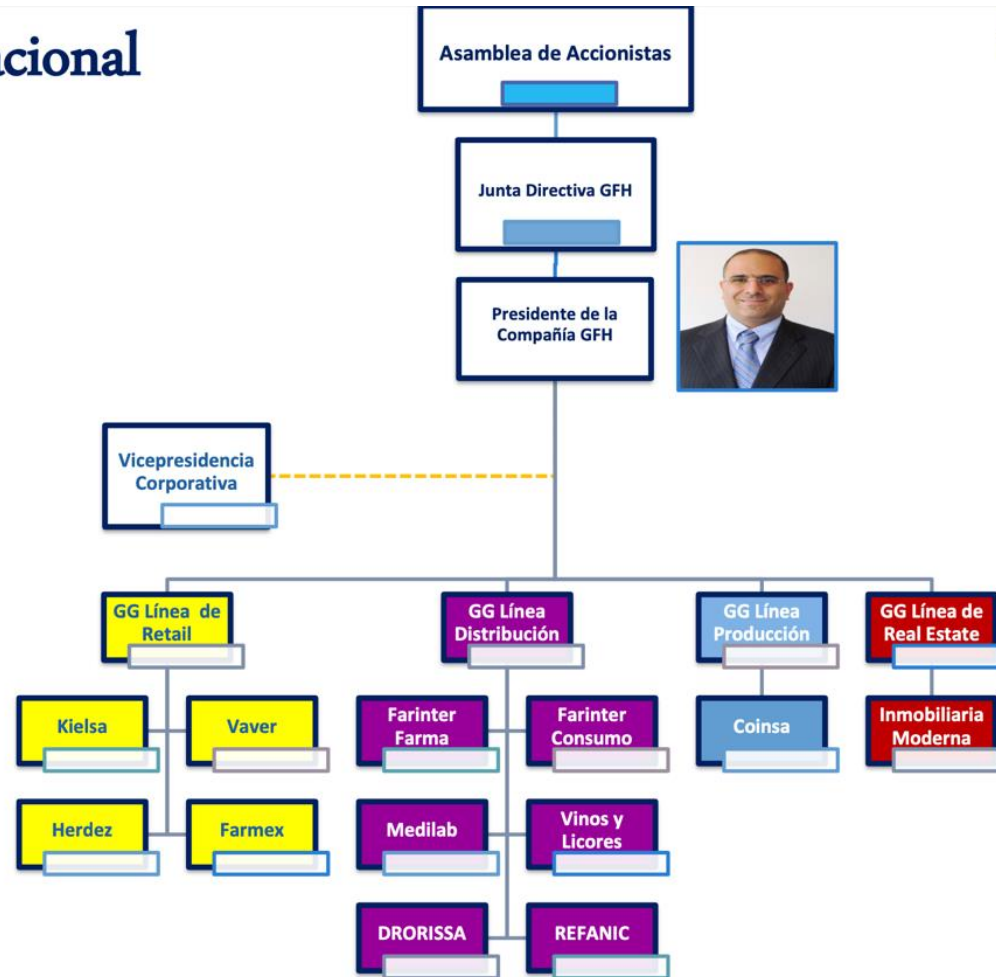 acional
Asamblea de Accionistas
Junta Directiva GFH
Presidente de la
Compañía GFH
Vicepresidencia
Corporativa
GG Línea de
Retail
GG Línea
Distribución
GG Línea
Producción
GG Línea de
Real Estate
Kielsa
Vaver
Farinter
Farma
Farinter
Consumo
Coinsa
Inmobiliaria
Moderna
Herdez
Farmex
Medilab
Vinos y
Licores
DRORISSA
REFANIC